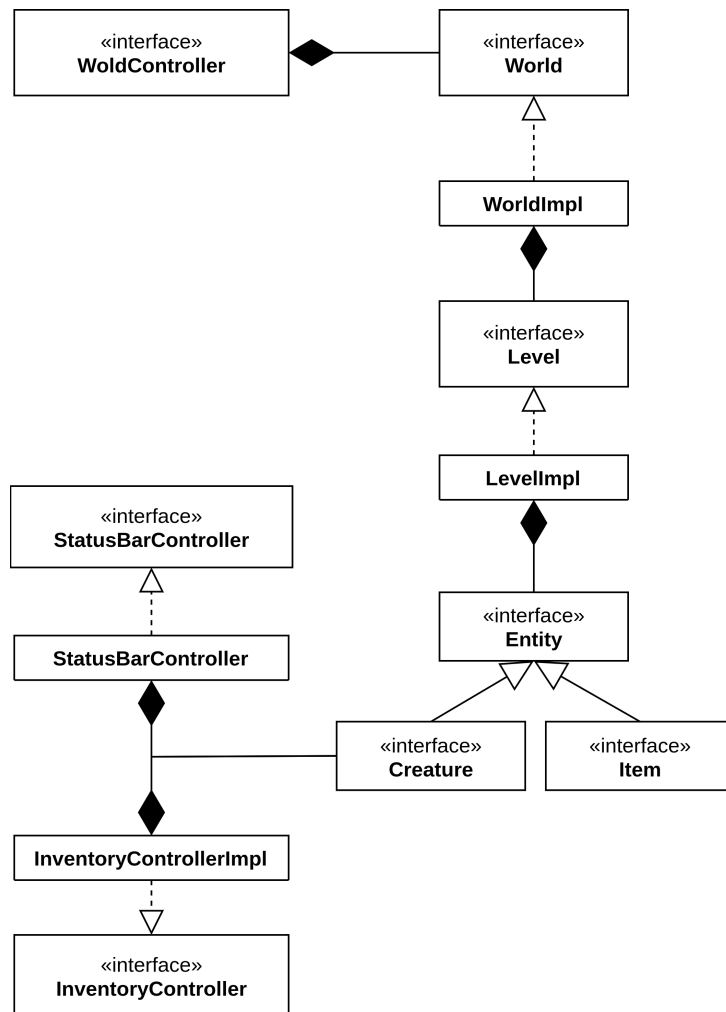 «interface»
WoldController
«interface»
World
WorldImpl
«interface»
Level
LevelImpl
«interface»
StatusBarController
«interface»
Entity
StatusBarController
«interface»
Creature
«interface»
Item
InventoryControllerImpl
«interface»
InventoryController